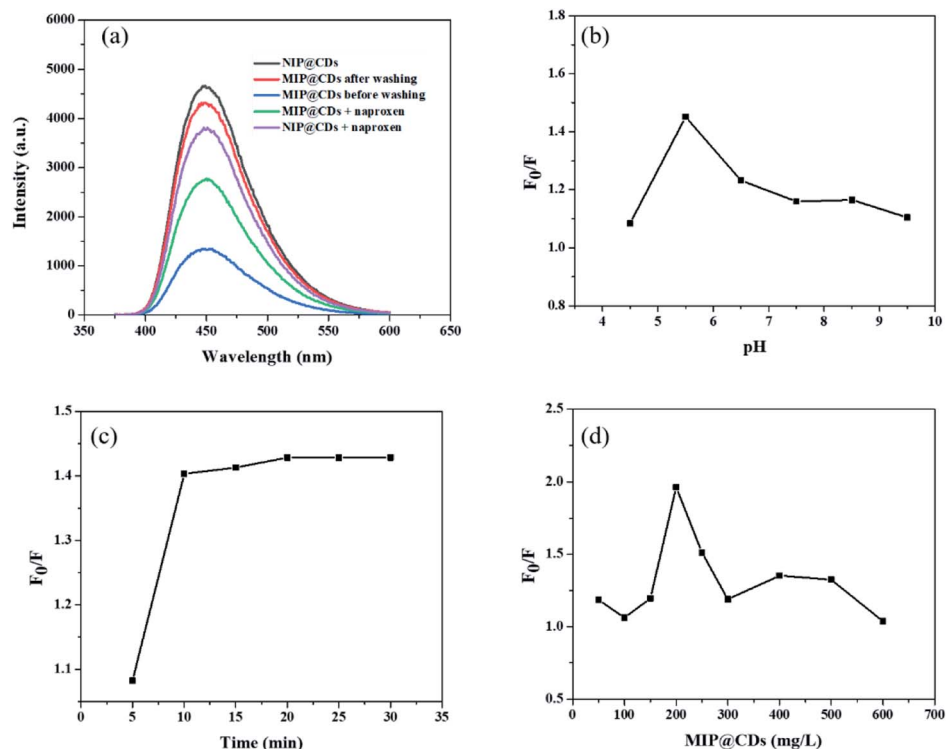 (a)
NIP@CDs
MIP@CDs after washing
MIP@CDs before washing
MIP@CDs + naproxen
NIP@CDs + naproxen
Intensity (a.u.)
6000
5000
4000
3000
2000
1000
0
350 400 450 500 550 600 650
Wavelength (nm)
(b)
F0/F
1.8
1.6
1.4
1.2
1.0
0.8
4 5 6 7 8 9 10
pH
(c)
F0/F
1.5
1.4
1.3
1.2
1.1
0 5 10 15 20 25 30 35
Time (min)
(d)
F0/F
2.5
2.0
1.5
1.0
0.5
0 100 200 300 400 500 600 700
MIP@CDs (mg/L)